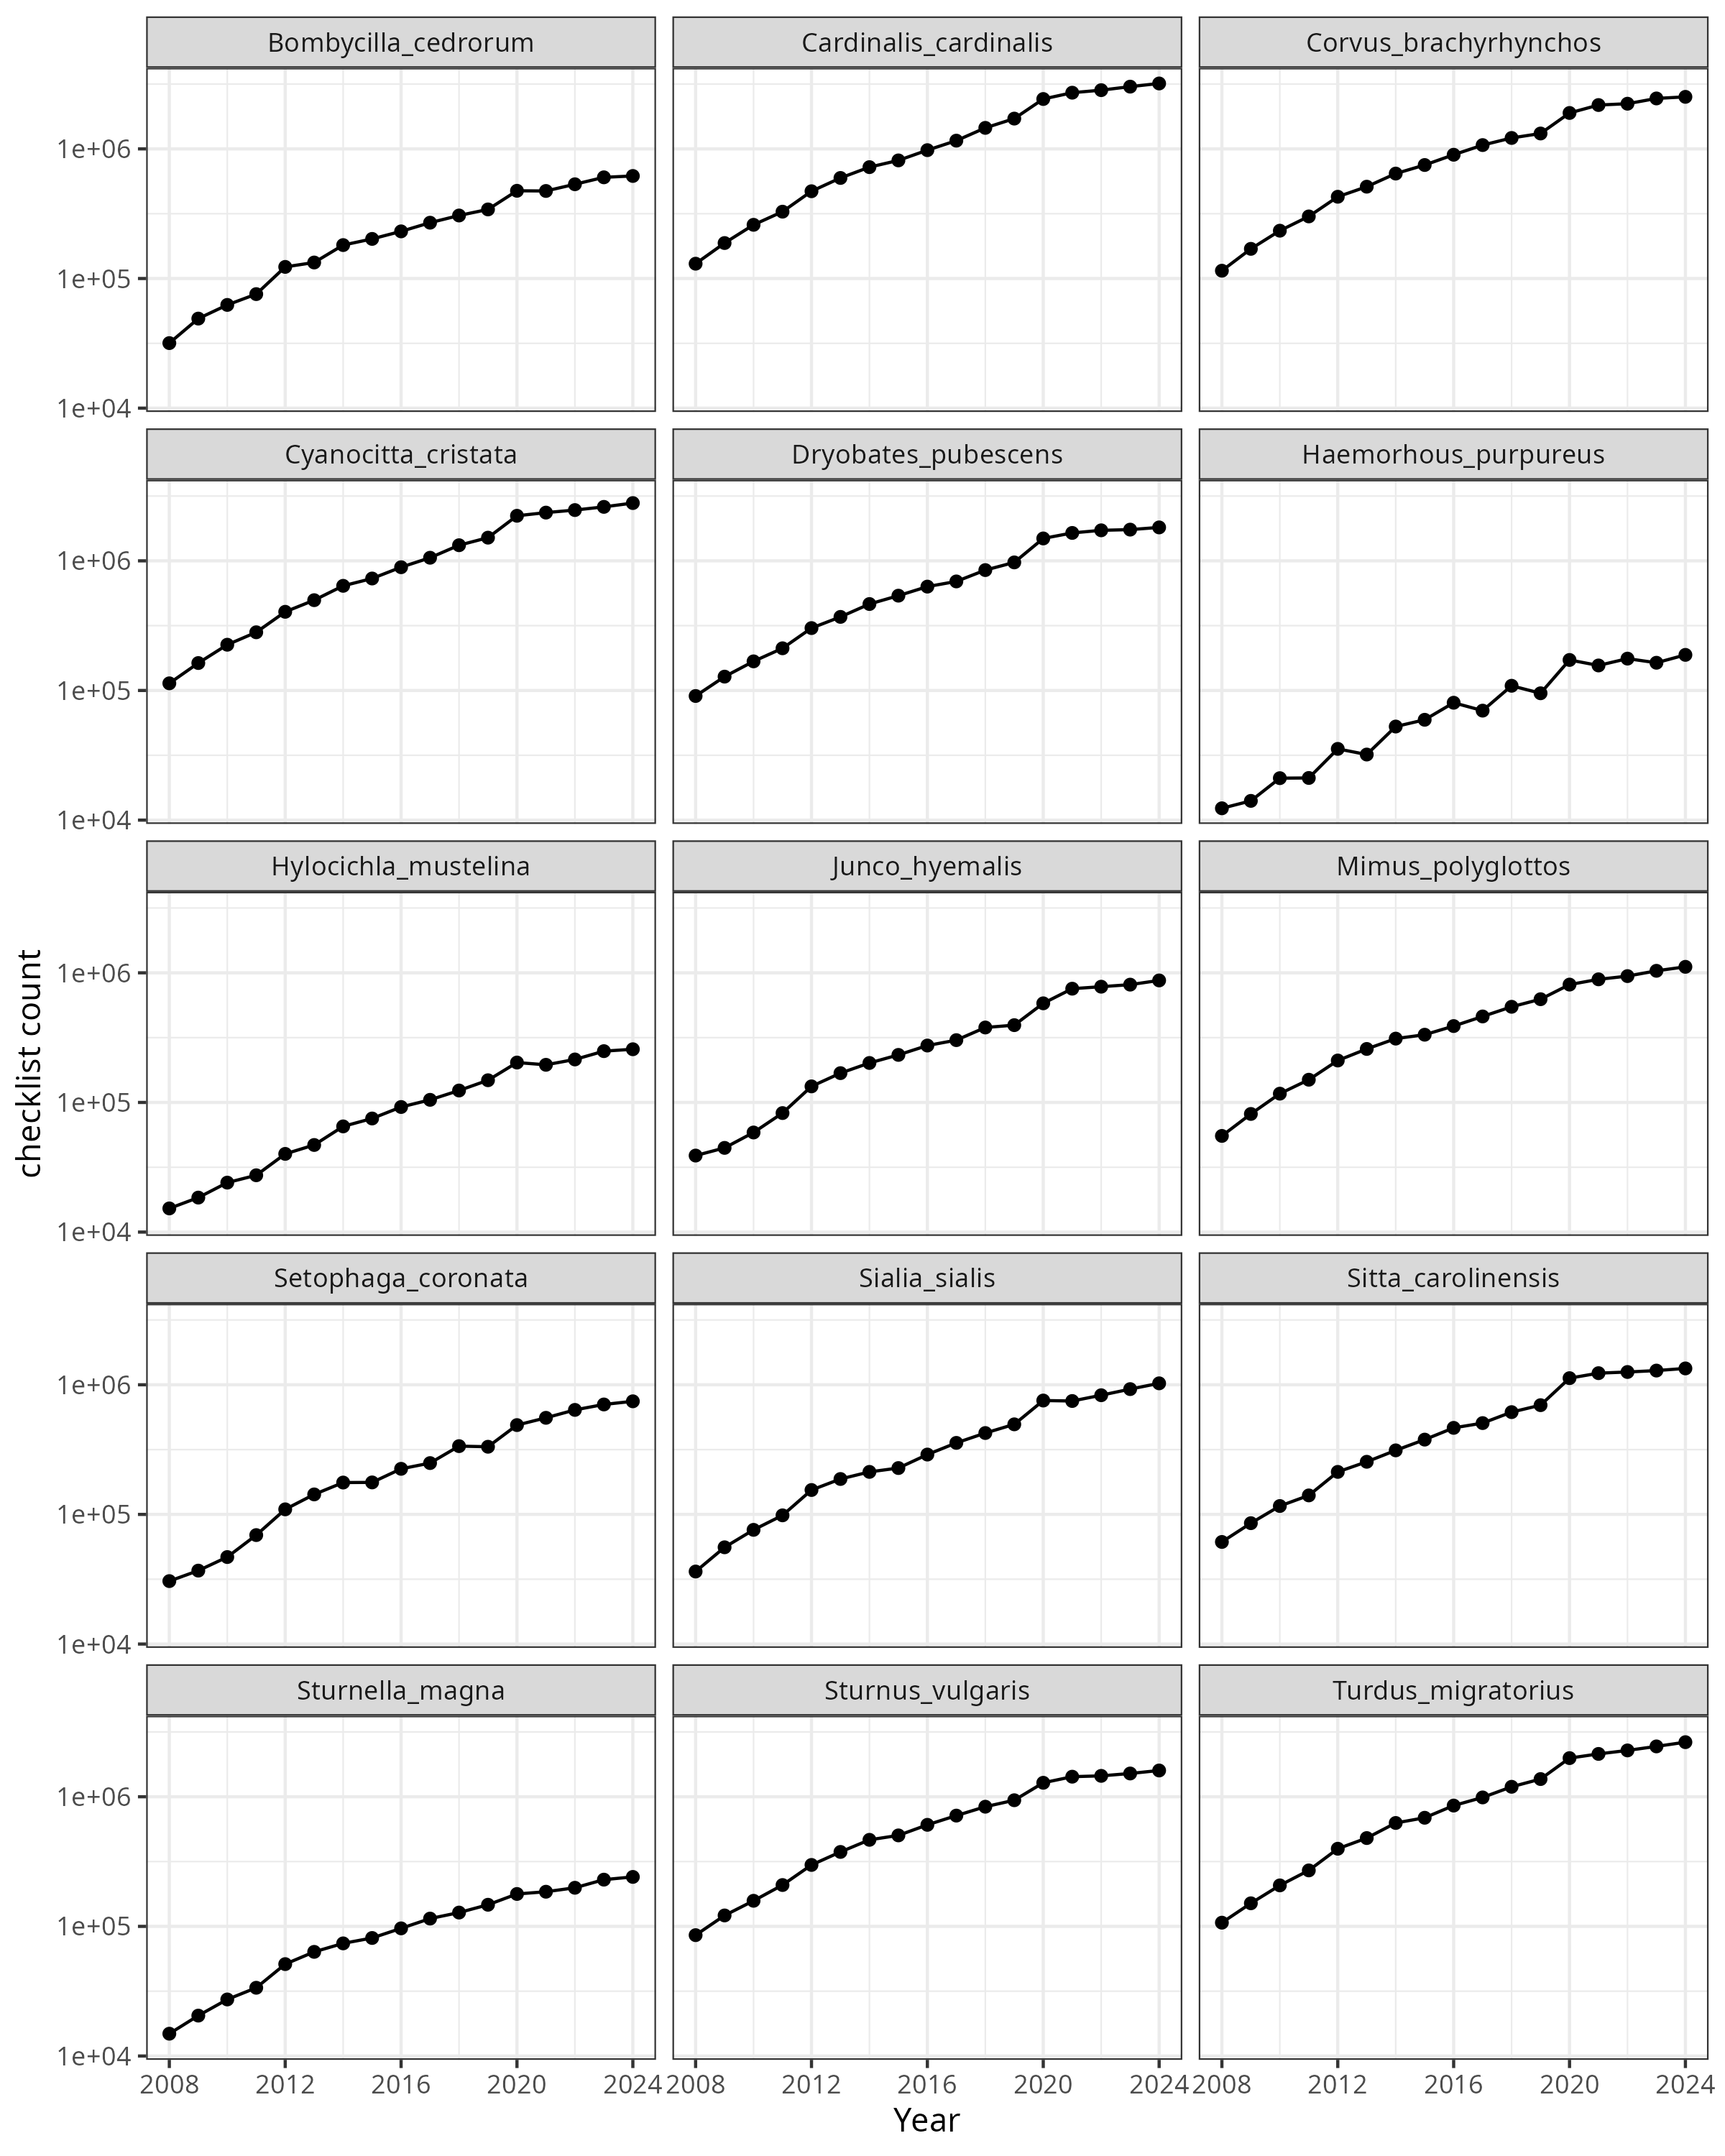 Bombycilla_cedrorum
Cardinalis_cardinalis
Corvus_brachyrhynchos
1e+06
1e+05
1e+04
Cyanocitta_cristata
Dryobates_pubescens
Haemorhous_purpureus
1e+06
1e+05
1e+04
Hylocichla_mustelina
Junco_hyemalis
Mimus_polyglottos
1e+06
1e+05
1e+04
checklist count
Setophaga_coronata
Sialia_sialis
Sitta_carolinensis
1e+06
1e+05
1e+04
Sturnella_magna
Sturnus_vulgaris
Turdus_migratorius
1e+06
1e+05
1e+04
2008 2012 2016 2020 2024 2008 2012 2016 2020 2024 2008 2012 2016 2020 2024
Year